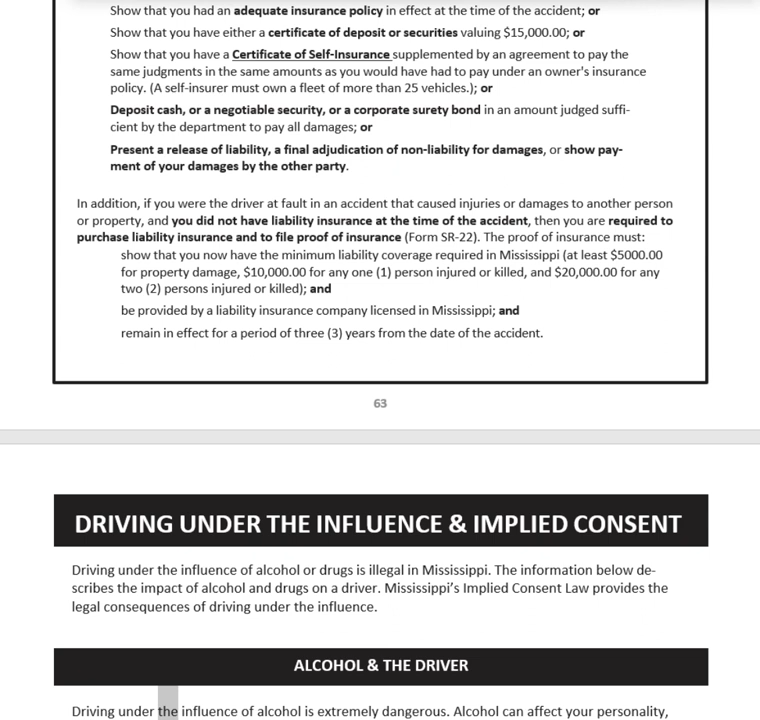 Show that you had an adequate insurance policy in effect at the time of the accident; or
Show that you have either a certificate of deposit or securities valuing $15,000.00; or
Show that you have a Certificate of Self-Insurance supplemented by an agreement to pay the
same judgments in the same amounts as you would have had to pay under an owner's insurance
policy. (A self-insurer must own a fleet of more than 25 vehicles.); or
Deposit cash, or a negotiable security, or a corporate surety bond in an amount judged suffi-
cient by the department to pay all damages; or
Present a release of liability, a final adjudication of non-liability for damages, or show pay-
ment of your damages by the other party.
In addition, if you were the driver at fault in an accident that caused injuries or damages to another person
or property, and you did not have liability insurance at the time of the accident, then you are required to
purchase liability insurance and to file proof of insurance (Form SR-22). The proof of insurance must:
show that you now have the minimum liability coverage required in Mississippi (at least $5000.00
for property damage, $10,000.00 for any one (1) person injured or killed, and $20,000.00 for any
two (2) persons injured or killed); and
be provided by a liability insurance company licensed in Mississippi; and
remain in effect for a period of three (3) years from the date of the accident.
63
DRIVING UNDER THE INFLUENCE & IMPLIED CONSENT
Driving under the influence of alcohol or drugs is illegal in Mississippi. The information below de-
scribes the impact of alcohol and drugs on a driver. Mississippi's Implied Consent Law provides the
legal consequences of driving under the influence.
ALCOHOL & THE DRIVER
Driving under the influence of alcohol is extremely dangerous. Alcohol can affect your personality,